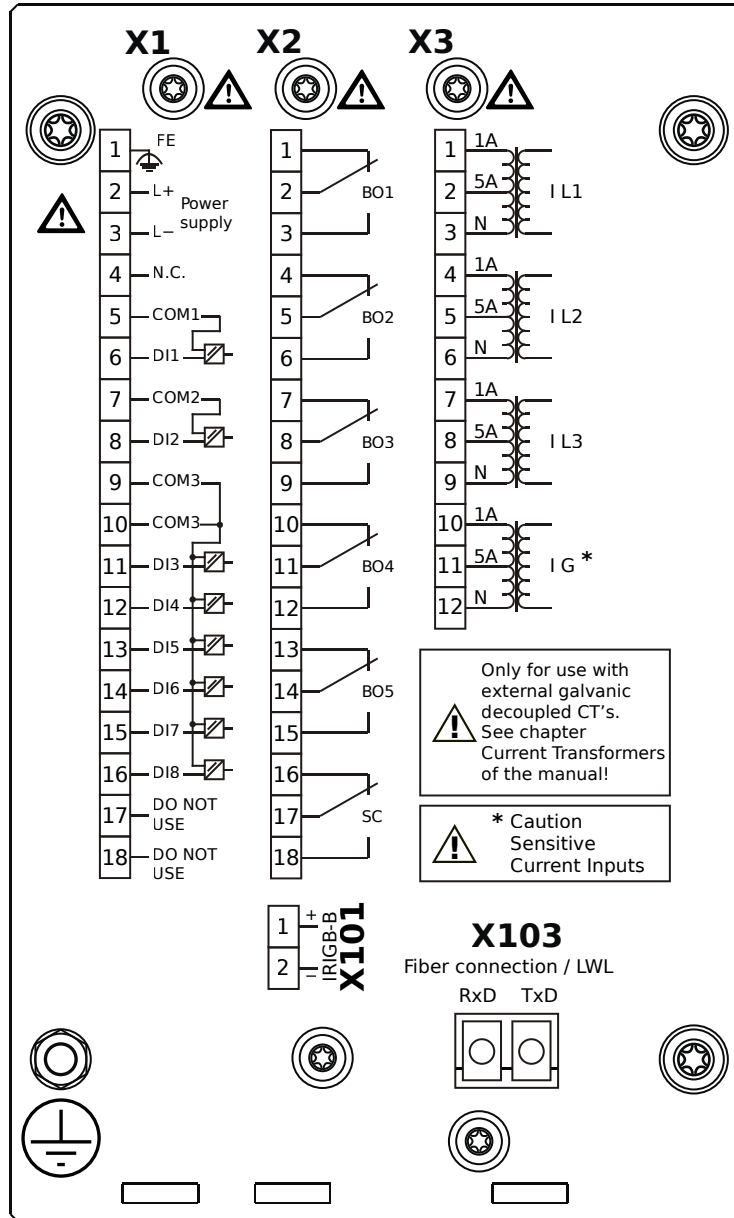 X1
X2
X3
1 FE
2 L+
Power
supply
3 L−
4 N.C.
5 COM1
6 DI1
7 COM2
8 DI2
9 COM3
10 COM3
11 DI3
12 DI4
13 DI5
14 DI6
15 DI7
16 DI8
17 DO NOT
USE
18 DO NOT
USE
1
2 BO1
3
4
5 BO2
6
7
8 BO3
9
10
11 BO4
12
13
14 BO5
15
16
17 SC
18
1 1A
2 5A I L1
3 N
4 1A
5 5A I L2
6 N
7 1A
8 5A I L3
9 N
10 1A
11 5A I G *
12 N
Only for use with
external galvanic
decoupled CT's.
See chapter
Current Transformers
of the manual!
* Caution
Sensitive
Current Inputs
1 +
2 −
IRIGB-B
X101
X103
Fiber connection / LWL
RxD TxD